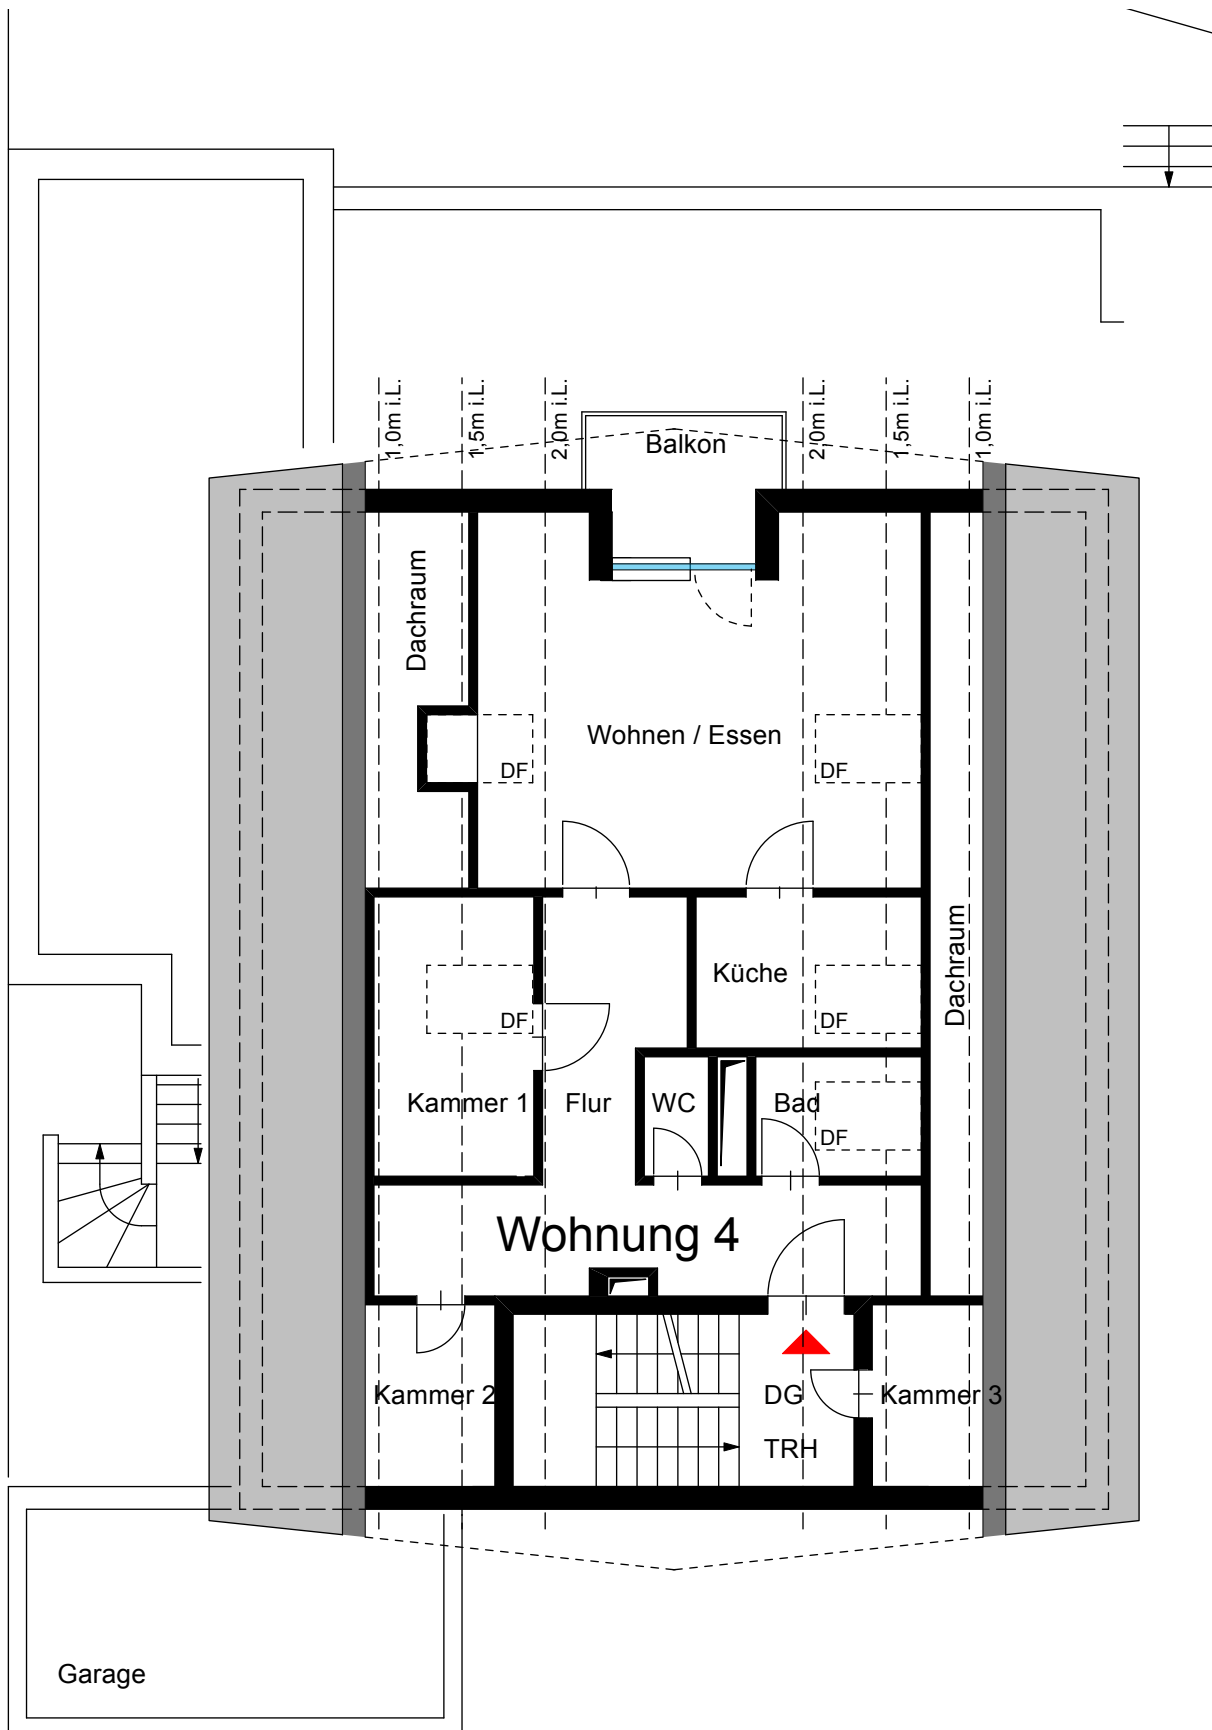 1,0m i.L.
1,5m i.L.
2,0m i.L.
2,0m i.L.
1,5m i.L.
1,0m i.L.
Balkon
Dachraum
Wohnen / Essen
DF
DF
Dachraum
Küche
DF
DF
Kammer 1
Flur
WC
Bad
DF
Wohnung 4
Kammer 2
DG
Kammer 3
TRH
Garage